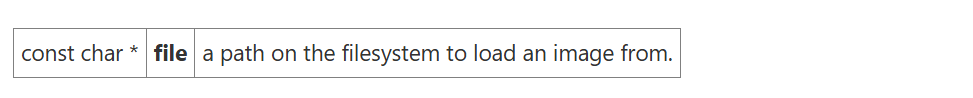 const char * file a path on the filesystem to load an image from.